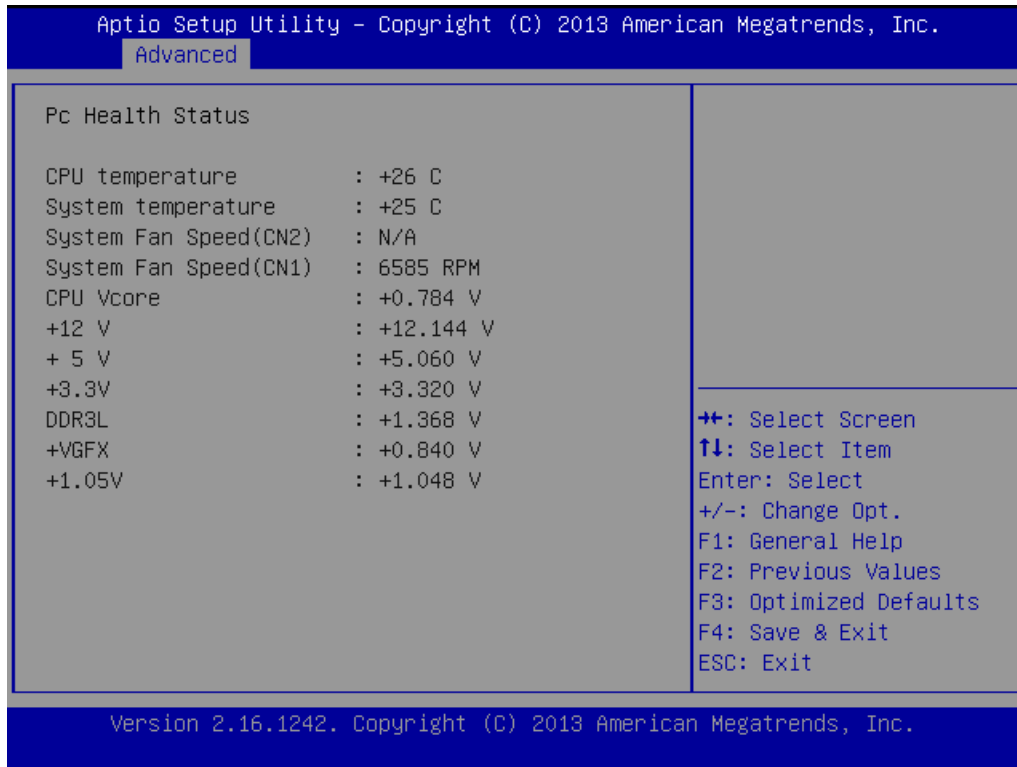 Aptio Setup Utility – Copyright (C) 2013 American Megatrends, Inc.
Advanced
Pc Health Status
CPU temperature : +26 C
System temperature : +25 C
System Fan Speed(CN2) : N/A
System Fan Speed(CN1) : 6585 RPM
CPU Vcore : +0.784 V
+12 V : +12.144 V
+ 5 V : +5.060 V
+3.3V : +3.320 V
DDR3L : +1.368 V
+VGFX : +0.840 V
+1.05V : +1.048 V
→←: Select Screen
↑↓: Select Item
Enter: Select
+/-: Change Opt.
F1: General Help
F2: Previous Values
F3: Optimized Defaults
F4: Save & Exit
ESC: Exit
Version 2.16.1242. Copyright (C) 2013 American Megatrends, Inc.